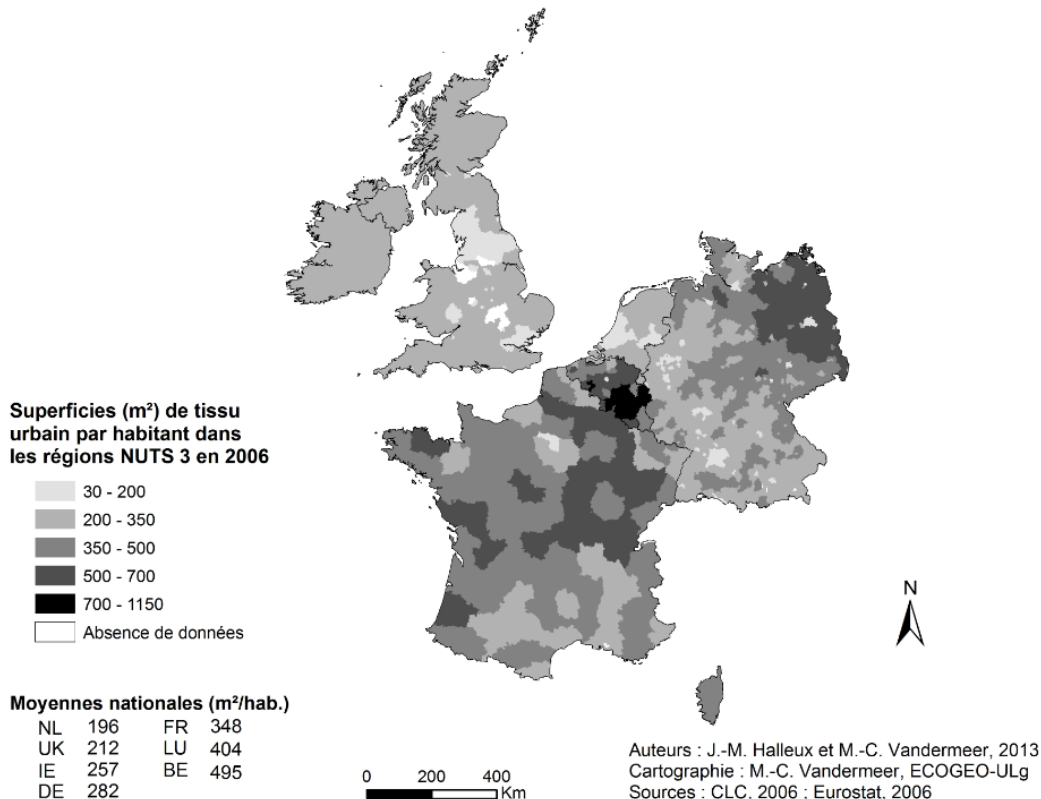 Superficies (m²) de tissu
urbain par habitant dans
les régions NUTS 3 en 2006
30 - 200
200 - 350
350 - 500
500 - 700
700 - 1150
Absence de données
Moyennes nationales (m²/hab.)
NL 196 FR 348
UK 212 LU 404
IE 257 BE 495
DE 282
0 200 400
Km
N
Auteurs : J.-M. Halleux et M.-C. Vandermeer, 2013
Cartographie : M.-C. Vandermeer, ECOGEO-ULg
Sources : CLC, 2006 ; Eurostat, 2006